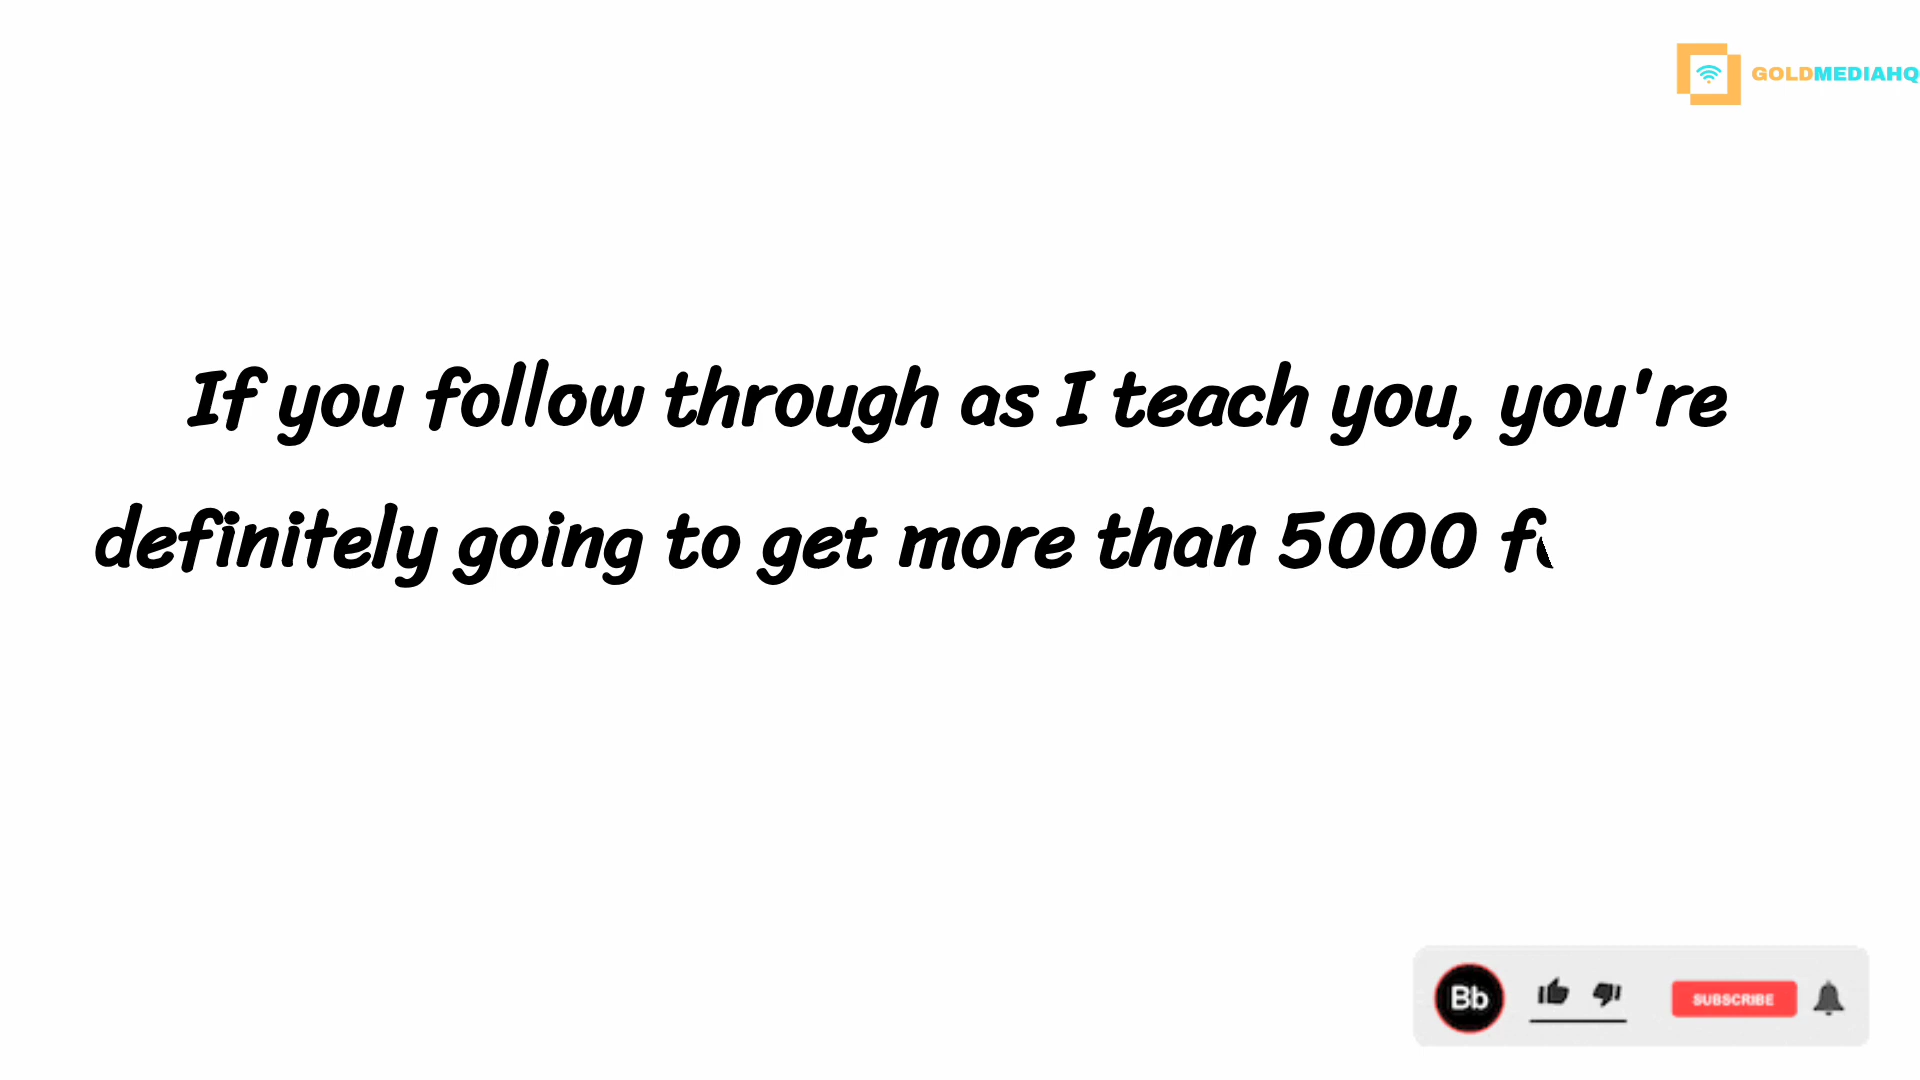 GOLDMEDIAHQ
If you follow through as I teach you, you're
definitely going to get more than 5000 f
Bb
SUBSCRIBE